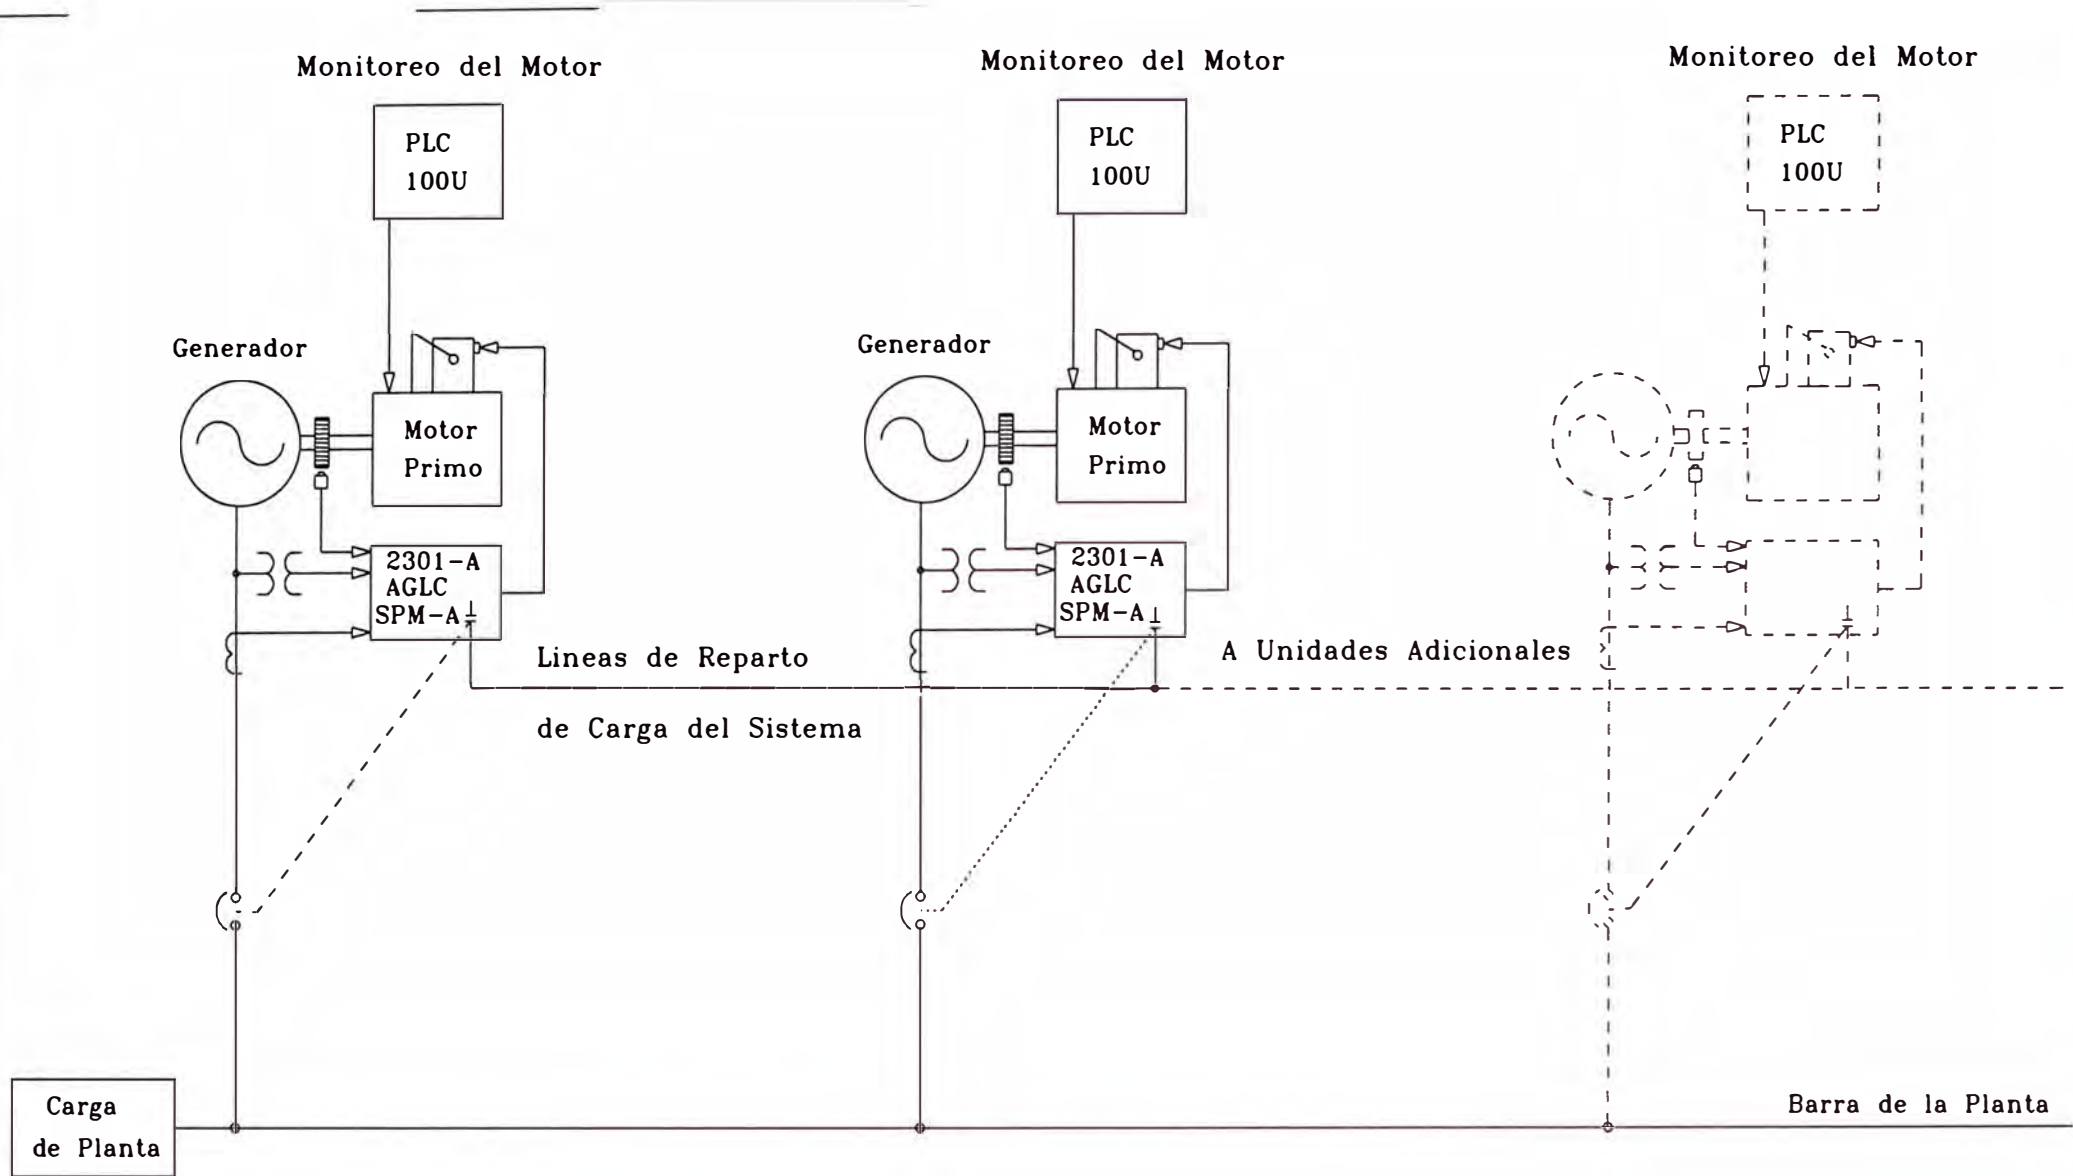 Monitoreo del Motor
PLC
100U
Generador
Motor
Primo
2301-A
AGLC
SPM-A
Monitoreo del Motor
PLC
100U
Generador
Motor
Primo
2301-A
AGLC
SPM-A
Monitoreo del Motor
PLC
100U
Lineas de Reparto
de Carga del Sistema
A Unidades Adicionales
Carga
de Planta
Barra de la Planta